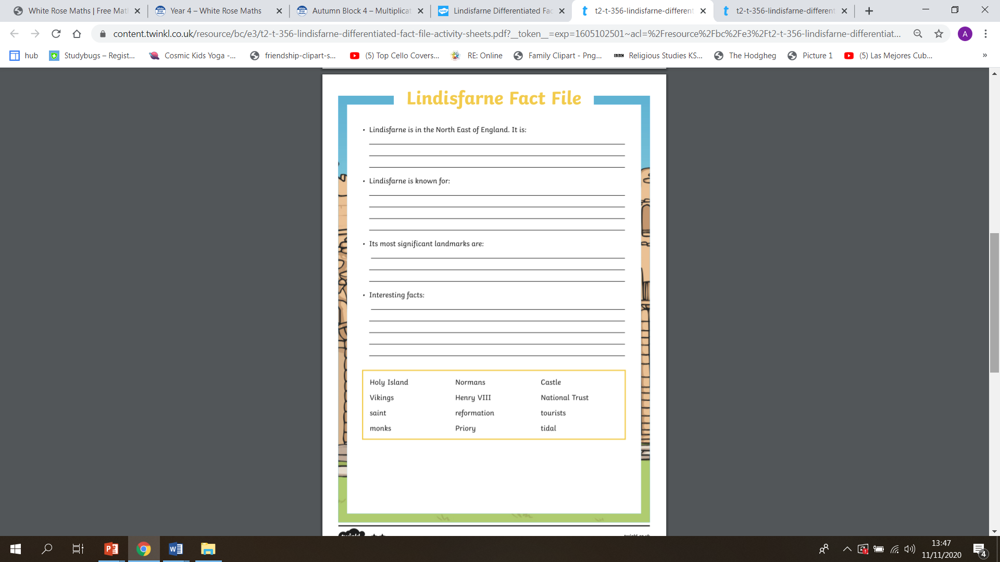 White Rose Maths | Free Mat
Year 4 – White Rose Maths
Autumn Block 4 – Multiplicat
Lindisfarne Differentiated Fac
t2-t-356-lindisfarne-different
t2-t-356-lindisfarne-different
content.twinkl.co.uk/resource/bc/e3/t2-t-356-lindisfarne-differentiated-fact-file-activity-sheets.pdf?__token__=exp=1605102501~acl=%2Fresource%2Fbc%2Fe3%2Ft2-t-356-lindisfarne-differentiat...
A
hub
Studybugs – Regist...
Cosmic Kids Yoga -...
friendship-clipart-s...
(5) Top Cello Covers...
RE: Online
Family Clipart - Png...
BBC
Religious Studies KS...
The Hodgheg
Picture 1
(5) Las Mejores Cub...
»
Lindisfarne Fact File
• Lindisfarne is in the North East of England. It is:
• Lindisfarne is known for:
• Its most significant landmarks are:
• Interesting facts:
Holy Island Normans Castle
Vikings Henry VIII National Trust
saint reformation tourists
monks Priory tidal
13:47
11/11/2020
4